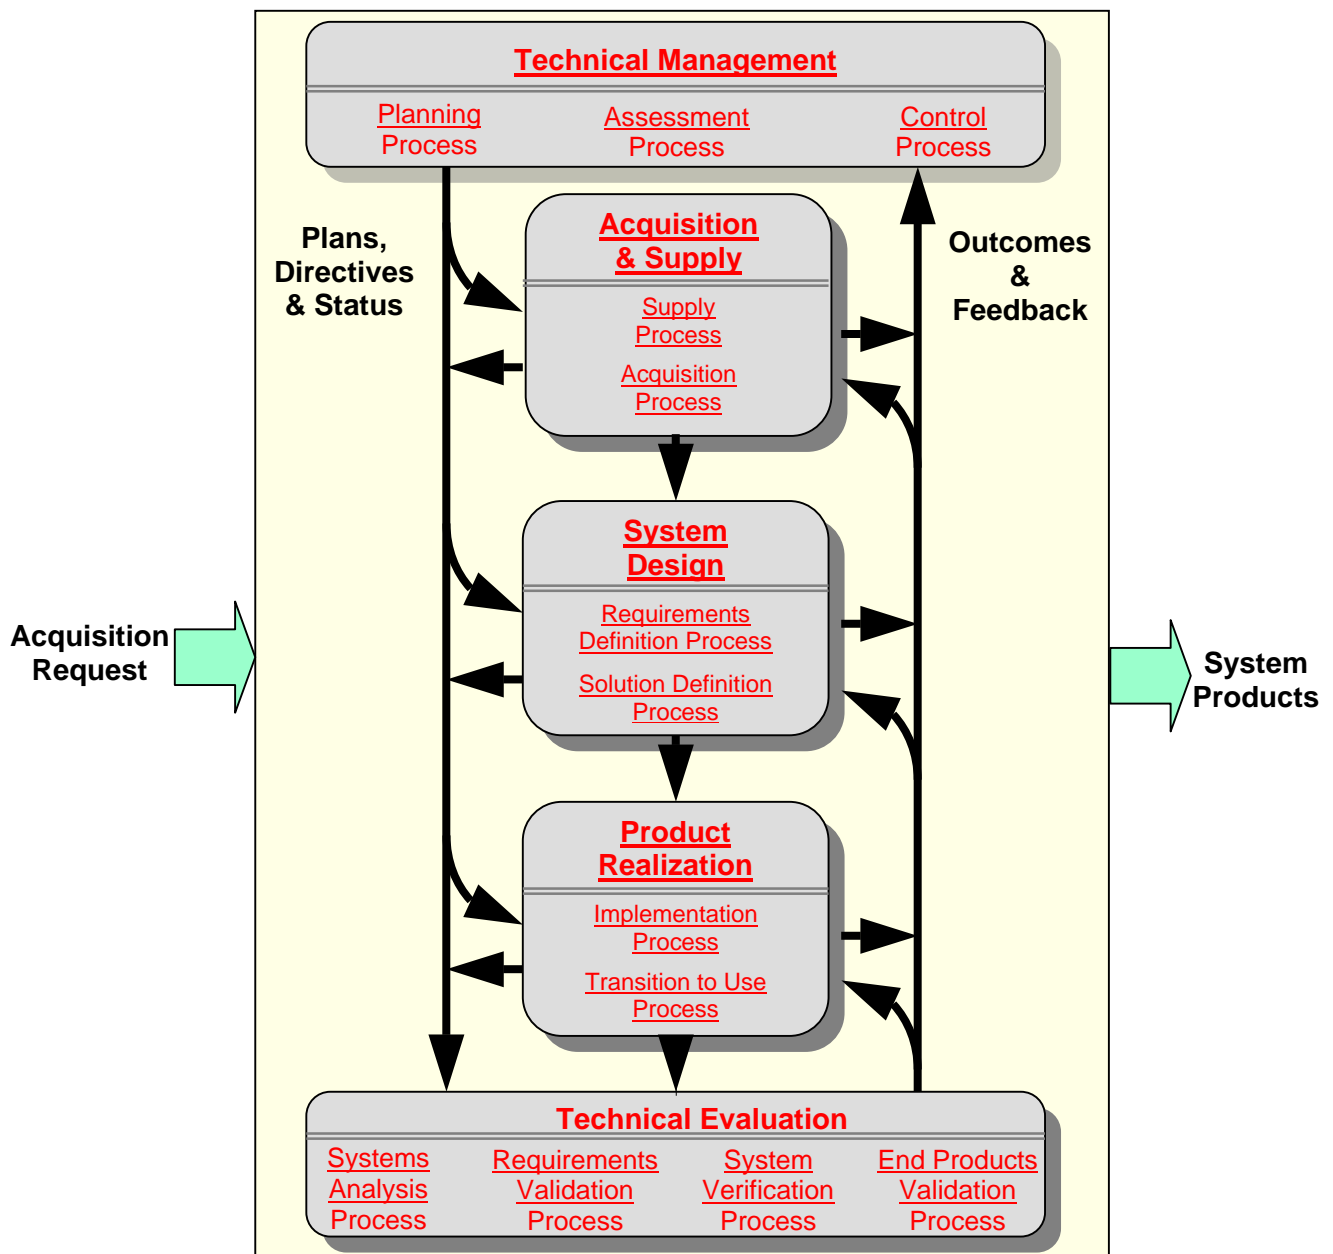 Technical Management
Planning
Process
Assessment
Process
Control
Process
Plans,
Directives
& Status
Acquisition
& Supply
Supply
Process
Acquisition
Process
Outcomes
&
Feedback
System
Design
Requirements
Definition Process
Solution Definition
Process
Acquisition
Request
System
Products
Product
Realization
Implementation
Process
Transition to Use
Process
Technical Evaluation
Systems
Analysis
Process
Requirements
Validation
Process
System
Verification
Process
End Products
Validation
Process